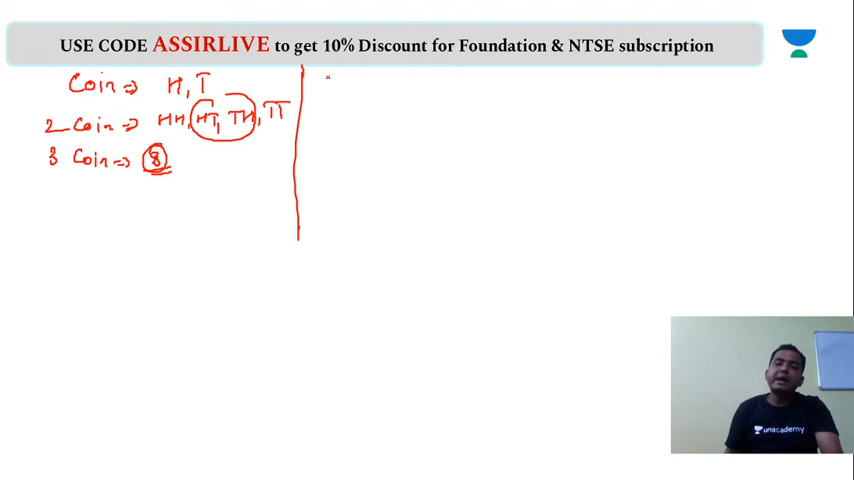 USE CODE ASSIRLIVE to get 10% Discount for Foundation & NTSE subscription
Coin ⇒ H, T
2 Coin ⇒ HH, HT, TH, TT
3 Coin ⇒ 8
unacademy